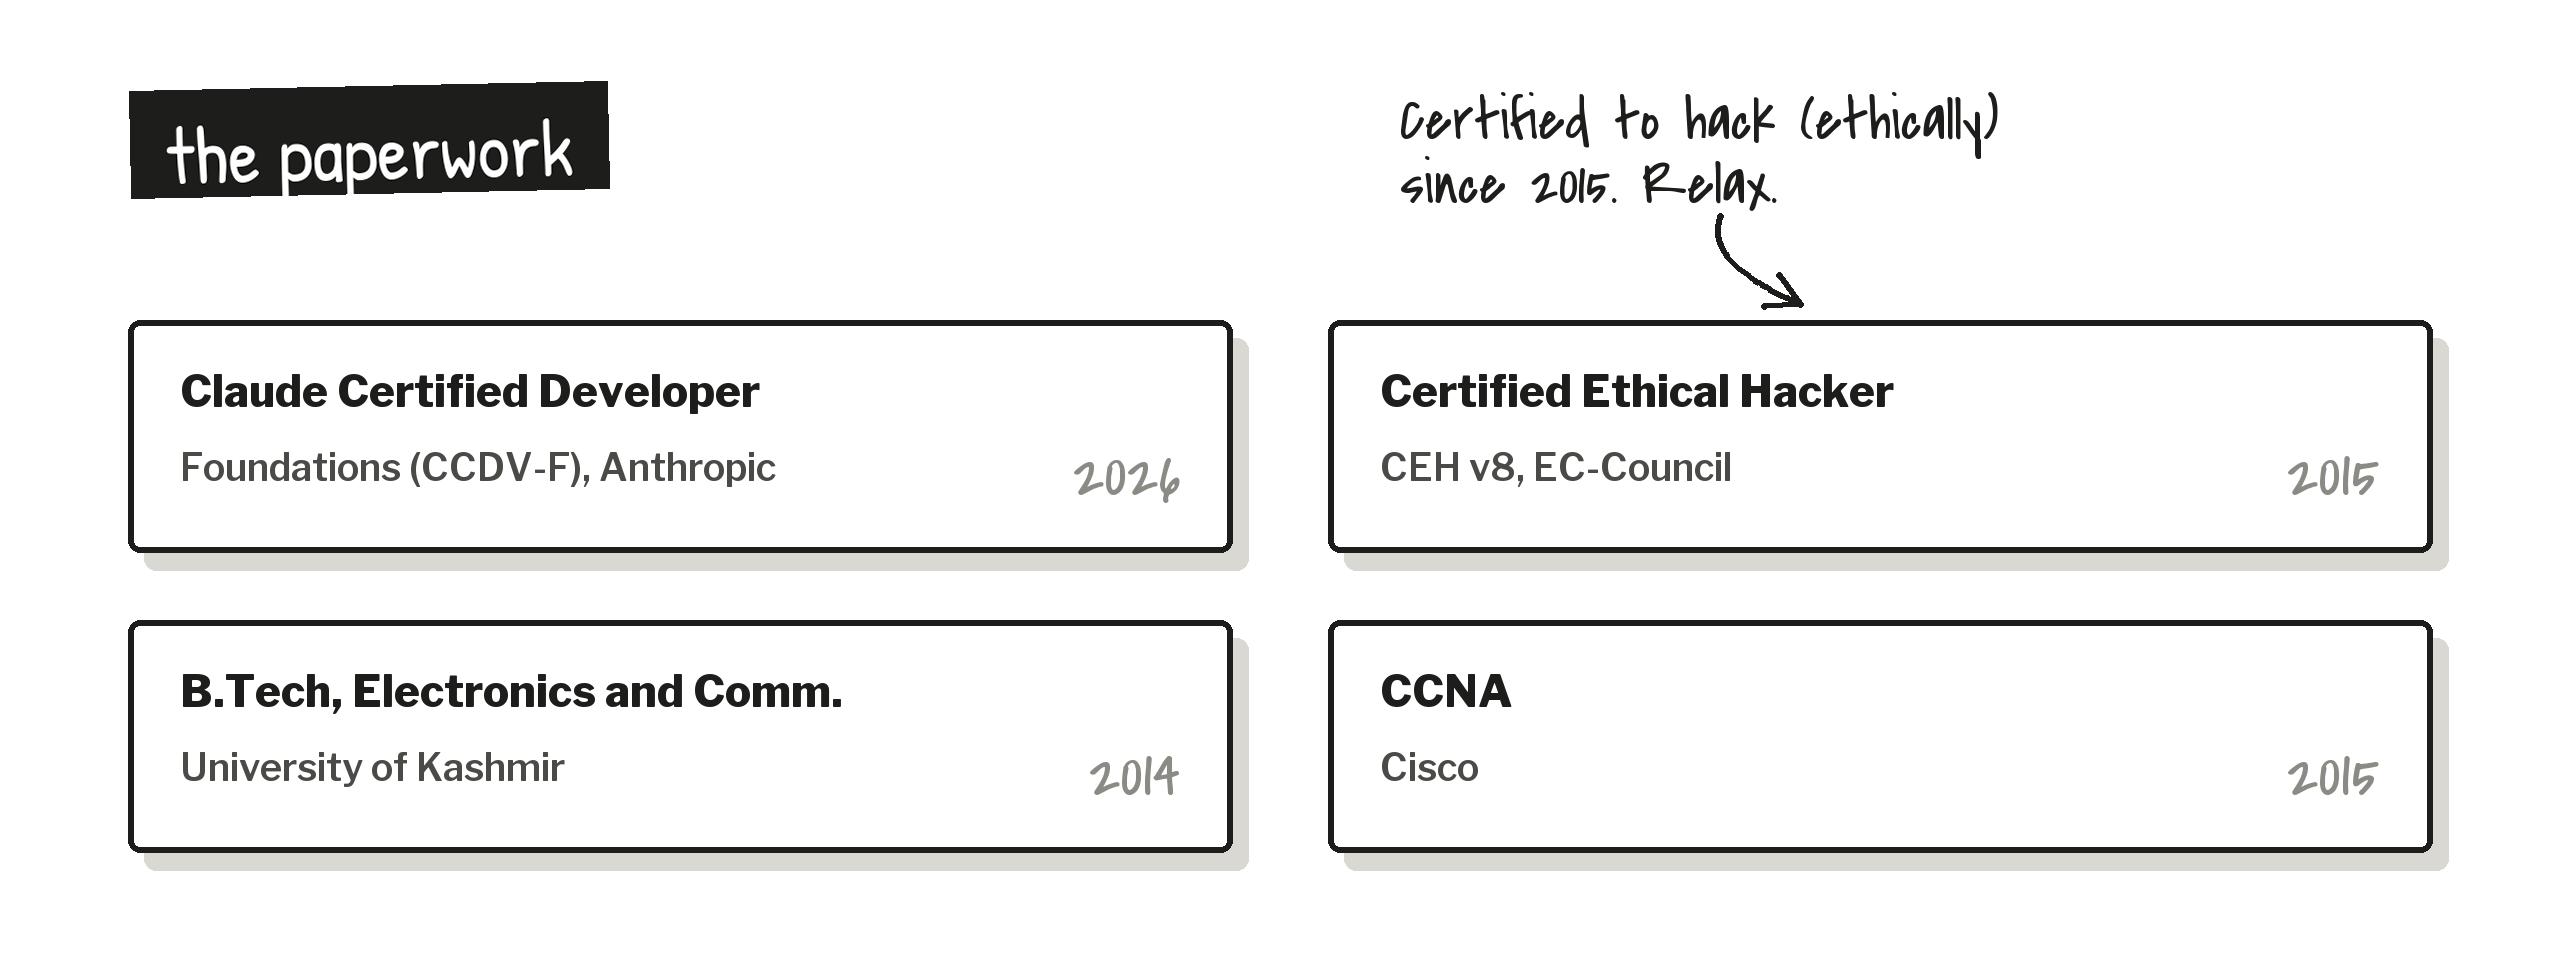 the paperwork
Certified to hack (ethically)
since 2015. Relax.
Claude Certified Developer
Foundations (CCDV-F), Anthropic
2026
Certified Ethical Hacker
CEH v8, EC-Council
2015
B.Tech, Electronics and Comm.
University of Kashmir
2014
CCNA
Cisco
2015